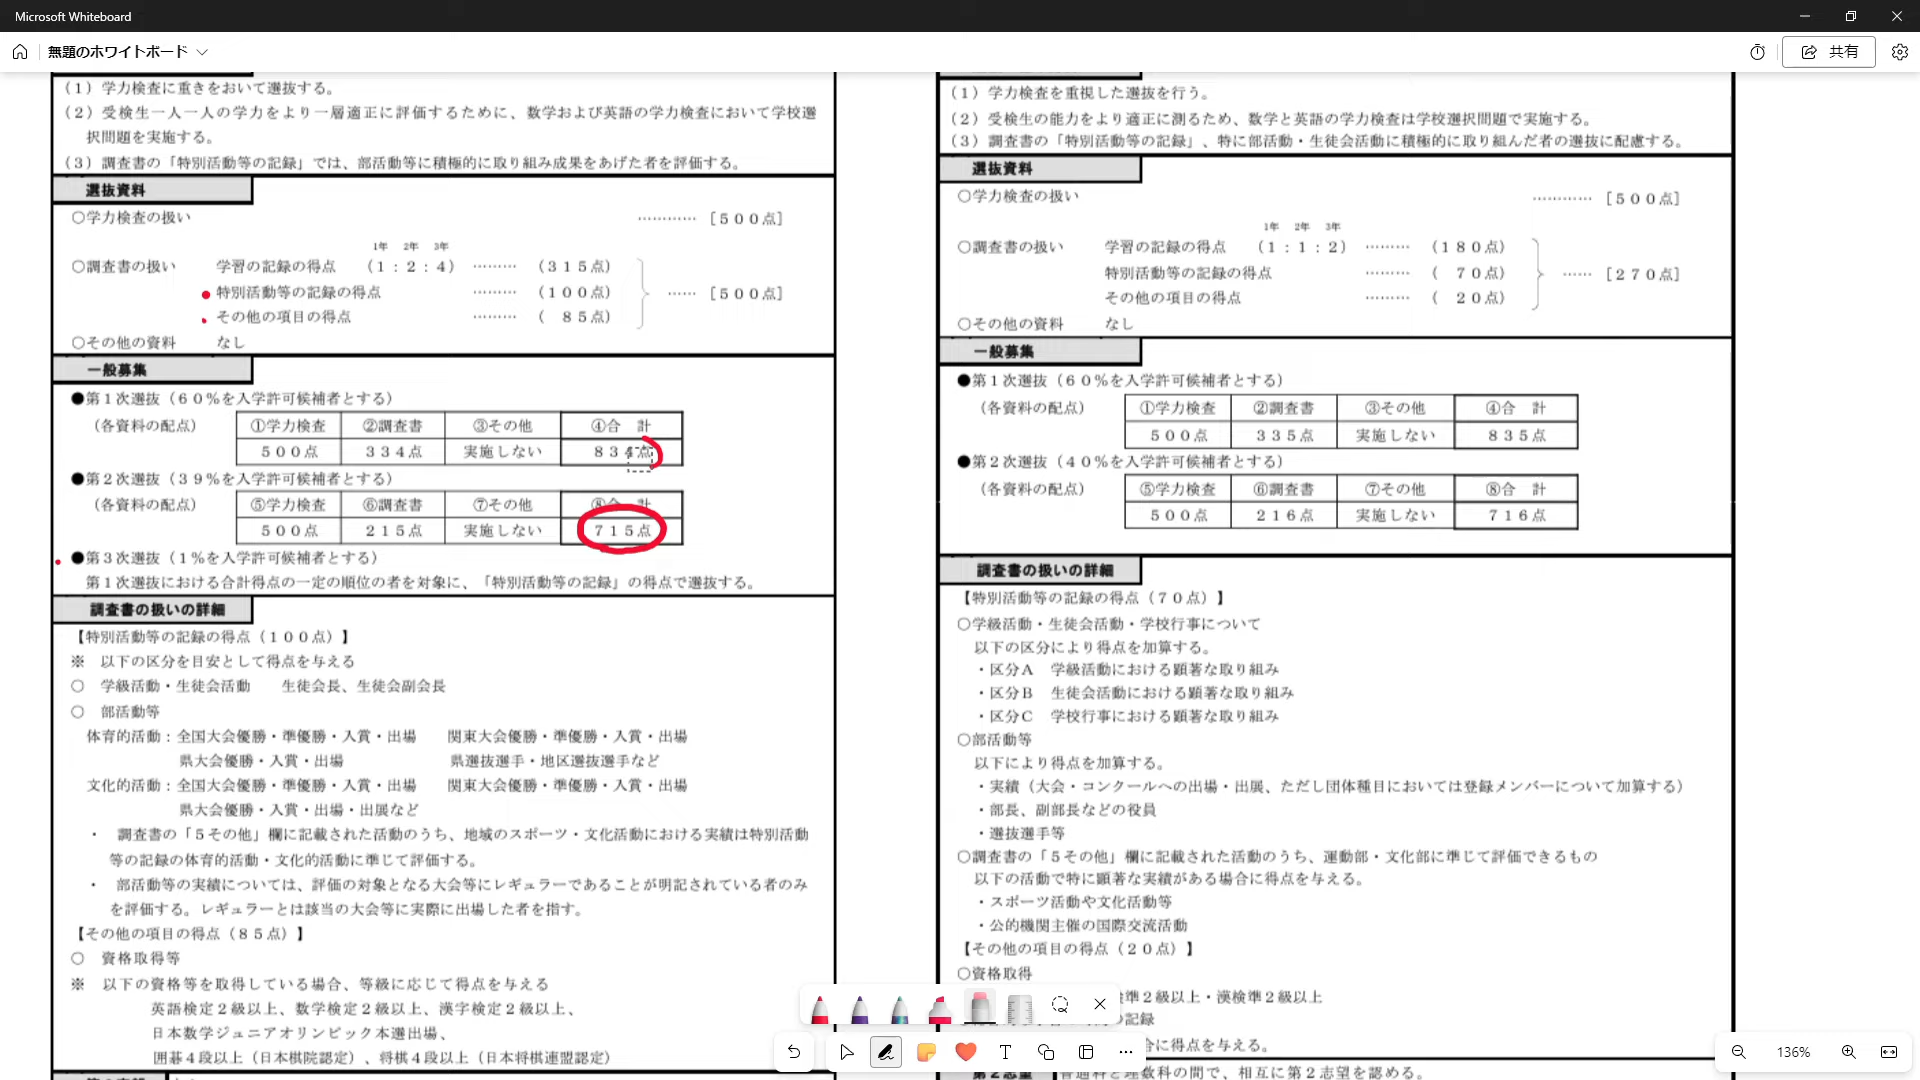 Microsoft Whiteboard
無題のホワイトボード
共有
（１）学力検査に重きをおいて選抜する。
（２）受検生一人一人の学力をより一層適正に評価するために、数学および英語の学力検査において学校選
択問題を実施する。
（３）調査書の「特別活動等の記録」では、部活動等に積極的に取り組み成果をあげた者を評価する。
選抜資料
○学力検査の扱い ………… ［５００点］
1年 2年 3年
○調査書の扱い 学習の記録の得点 （１：２：４） ……… （３１５点）
特別活動等の記録の得点 ……… （１００点） …… ［５００点］
その他の項目の得点 ……… （ ８５点）
○その他の資料 なし
一般募集
●第１次選抜（６０％を入学許可候補者とする）
（各資料の配点） ①学力検査 ②調査書 ③その他 ④合 計
５００点 ３３４点 実施しない ８３４点
●第２次選抜（３９％を入学許可候補者とする）
（各資料の配点） ⑤学力検査 ⑥調査書 ⑦その他 ⑧合 計
５００点 ２１５点 実施しない ７１５点
●第３次選抜（１％を入学許可候補者とする）
第１次選抜における合計得点の一定の順位の者を対象に、「特別活動等の記録」の得点で選抜する。
調査書の扱いの詳細
【特別活動等の記録の得点（１００点）】
※ 以下の区分を目安として得点を与える
○ 学級活動・生徒会活動 生徒会長、生徒会副会長
○ 部活動等
体育的活動：全国大会優勝・準優勝・入賞・出場 関東大会優勝・準優勝・入賞・出場
県大会優勝・入賞・出場 県選抜選手・地区選抜選手など
文化的活動：全国大会優勝・準優勝・入賞・出場 関東大会優勝・準優勝・入賞・出場
県大会優勝・入賞・出場・出展など
・ 調査書の「５その他」欄に記載された活動のうち、地域のスポーツ・文化活動における実績は特別活動
等の記録の体育的活動・文化的活動に準じて評価する。
・ 部活動等の実績については、評価の対象となる大会等にレギュラーであることが明記されている者のみ
を評価する。レギュラーとは該当の大会等に実際に出場した者を指す。
【その他の項目の得点（８５点）】
○ 資格取得等
※ 以下の資格等を取得している場合、等級に応じて得点を与える
英語検定２級以上、数学検定２級以上、漢字検定２級以上、
日本数学ジュニアオリンピック本選出場、
囲碁４段以上（日本棋院認定）、将棋４段以上（日本将棋連盟認定）
（１）学力検査を重視した選抜を行う。
（２）受検生の能力をより適正に測るため、数学と英語の学力検査は学校選択問題で実施する。
（３）調査書の「特別活動等の記録」、特に部活動・生徒会活動に積極的に取り組んだ者の選抜に配慮する。
選抜資料
○学力検査の扱い ………… ［５００点］
1年 2年 3年
○調査書の扱い 学習の記録の得点 （１：１：２） ……… （１８０点）
特別活動等の記録の得点 ……… （ ７０点） …… ［２７０点］
その他の項目の得点 ……… （ ２０点）
○その他の資料 なし
一般募集
●第１次選抜（６０％を入学許可候補者とする）
（各資料の配点） ①学力検査 ②調査書 ③その他 ④合 計
５００点 ３３５点 実施しない ８３５点
●第２次選抜（４０％を入学許可候補者とする）
（各資料の配点） ⑤学力検査 ⑥調査書 ⑦その他 ⑧合 計
５００点 ２１６点 実施しない ７１６点
調査書の扱いの詳細
【特別活動等の記録の得点（７０点）】
○学級活動・生徒会活動・学校行事について
以下の区分により得点を加算する。
・区分Ａ 学級活動における顕著な取り組み
・区分Ｂ 生徒会活動における顕著な取り組み
・区分Ｃ 学校行事における顕著な取り組み
○部活動等
以下により得点を加算する。
・実績（大会・コンクールへの出場・出展、ただし団体種目においては登録メンバーについて加算する）
・部長、副部長などの役員
・選抜選手等
○調査書の「５その他」欄に記載された活動のうち、運動部・文化部に準じて評価できるもの
以下の活動で特に顕著な実績がある場合に得点を与える。
・スポーツ活動や文化活動等
・公的機関主催の国際交流活動
【その他の項目の得点（２０点）】
○資格取得
準２級以上・漢検準２級以上
の記録
合に得点を与える。
第２志望 普通科と理数科の間で、相互に第２志望を認める。
136%